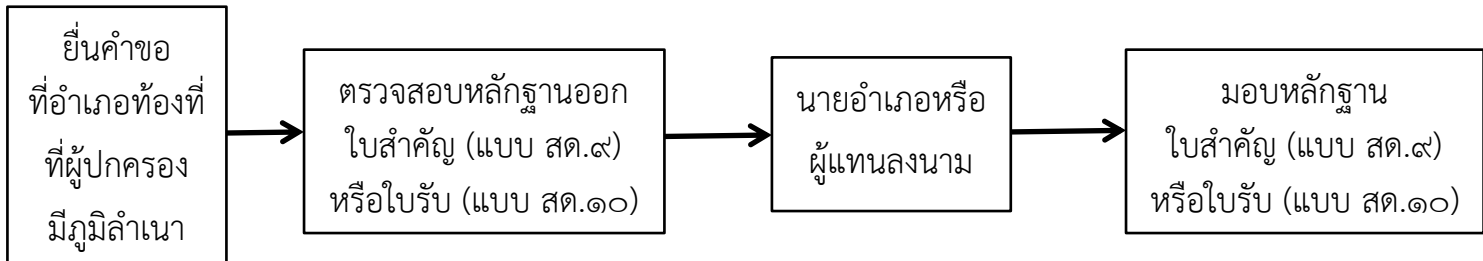 ยื่นคำขอ
ที่อำเภอท้องที่
ที่ผู้ปกครอง
มีภูมิลำเนา
ตรวจสอบหลักฐานออก
ใบสำคัญ (แบบ สด.๙)
หรือใบรับ (แบบ สด.๑๐)
นายอำเภอหรือ
ผู้แทนลงนาม
มอบหลักฐาน
ใบสำคัญ (แบบ สด.๙)
หรือใบรับ (แบบ สด.๑๐)